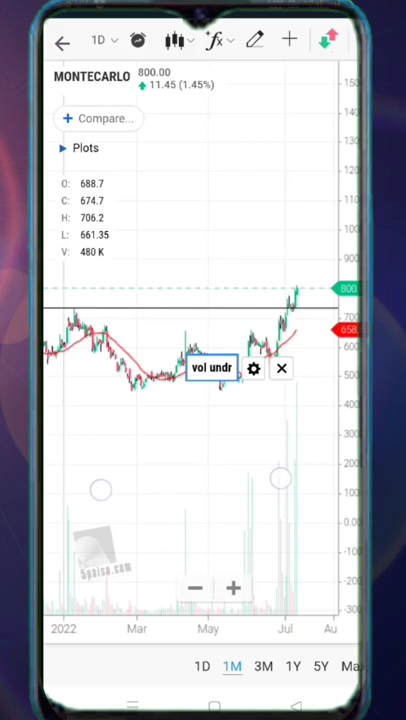 1D
MONTECARLO
800.00
11.45 (1.45%)
Compare...
Plots
O: 688.7
C: 674.7
H: 706.2
L: 661.35
V: 480 K
150
140
130
120
110
100
900
800.
658
600
500
400
300
200
100
0.00
-100
-200
-300
vol undr
5paisa.com
2022 Mar May Jul Au
1D 1M 3M 1Y 5Y Ma